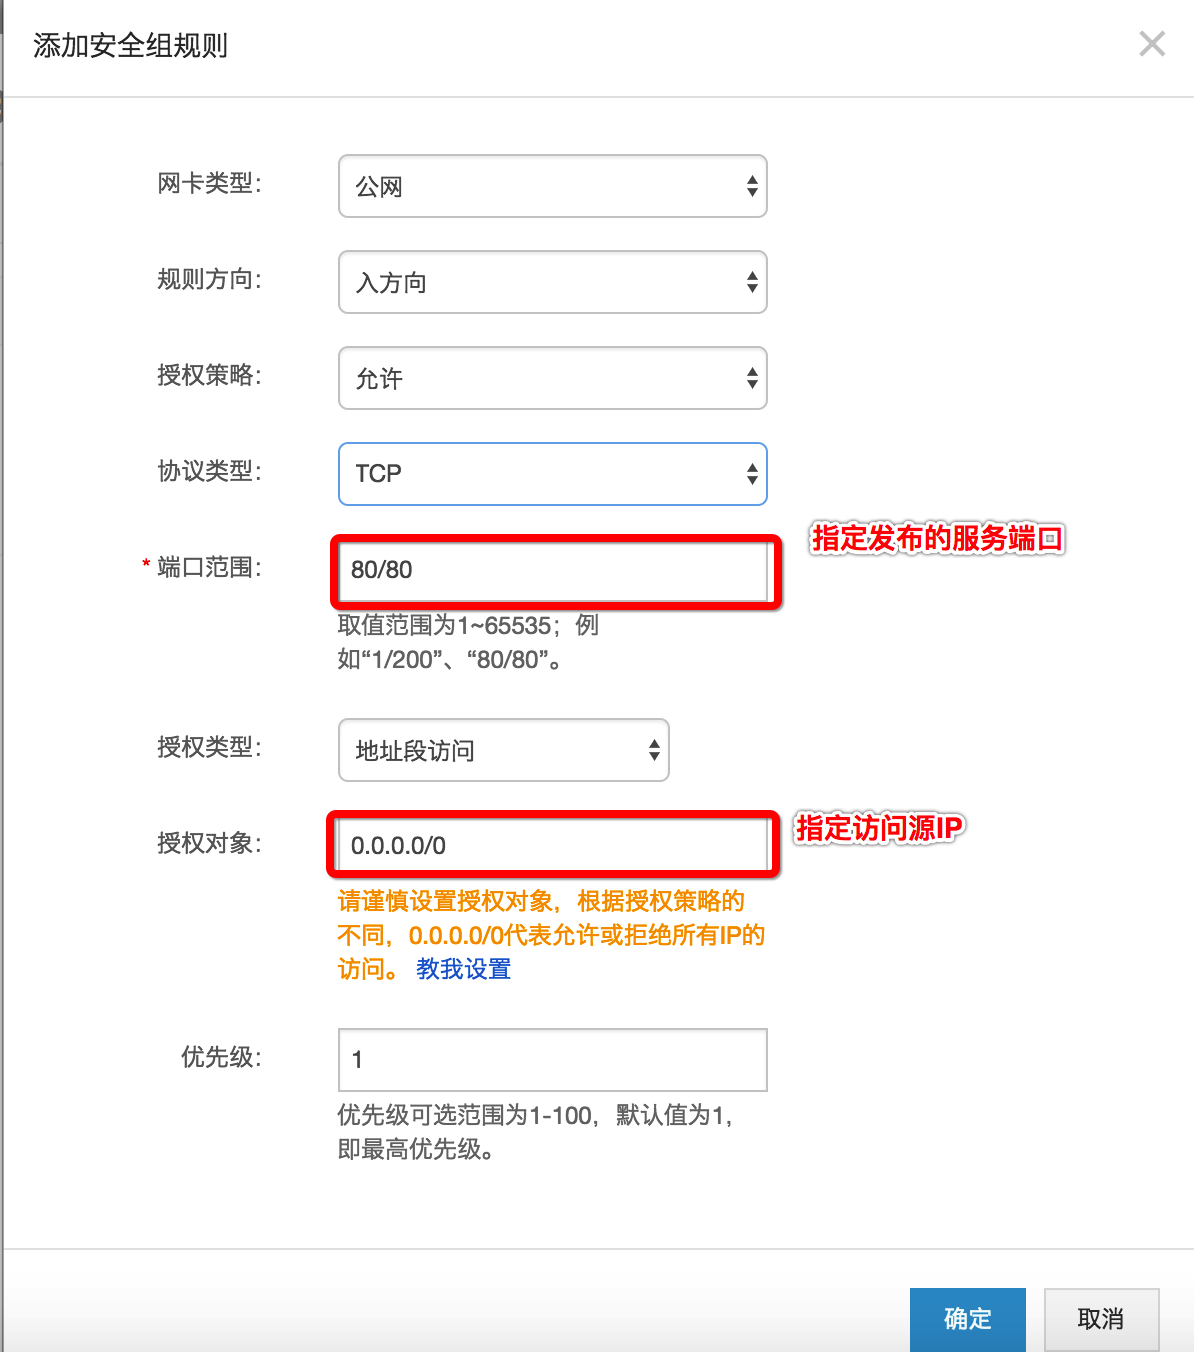 添加安全组规则
网卡类型：
公网
规则方向：
入方向
授权策略：
允许
协议类型：
TCP
指定发布的服务端口
* 端口范围：
80/80
取值范围为1~65535；例
如“1/200”、“80/80”。
授权类型：
地址段访问
指定访问源IP
授权对象：
0.0.0.0/0
请谨慎设置授权对象，根据授权策略的
不同，0.0.0.0/0代表允许或拒绝所有IP的
访问。 教我设置
优先级：
1
优先级可选范围为1-100，默认值为1，
即最高优先级。
确定
取消